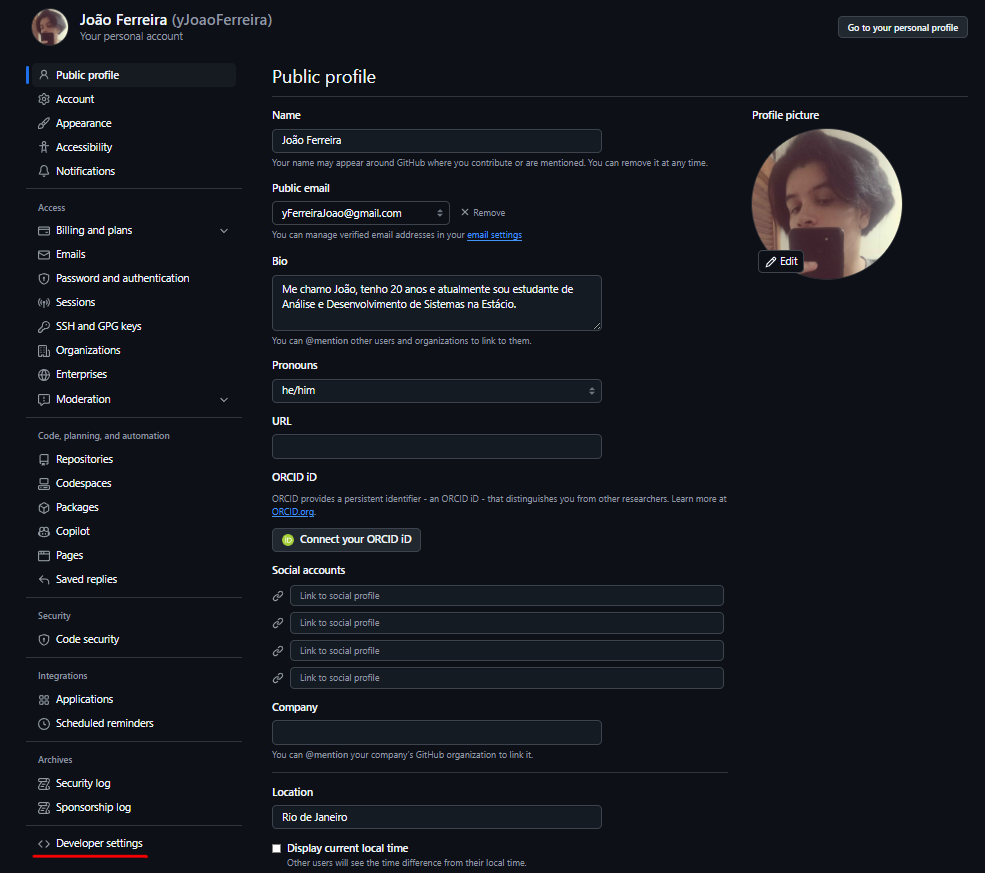 João Ferreira (yJoaoFerreira)
Your personal account
Go to your personal profile
Public profile
Account
Appearance
Accessibility
Notifications
Access
Billing and plans
Emails
Password and authentication
Sessions
SSH and GPG keys
Organizations
Enterprises
Moderation
Code, planning, and automation
Repositories
Codespaces
Packages
Copilot
Pages
Saved replies
Security
Code security
Integrations
Applications
Scheduled reminders
Archives
Security log
Sponsorship log
Developer settings
Public profile
Name
João Ferreira
Your name may appear around GitHub where you contribute or are mentioned. You can remove it at any time.
Public email
yFerreiraJoao@gmail.com
Remove
You can manage verified email addresses in your email settings
Bio
Me chamo João, tenho 20 anos e atualmente sou estudante de
Análise e Desenvolvimento de Sistemas na Estácio.
You can @mention other users and organizations to link to them.
Pronouns
he/him
URL
ORCID iD
ORCID provides a persistent identifier - an ORCID iD - that distinguishes you from other researchers. Learn more at
ORCID.org.
iD Connect your ORCID iD
Social accounts
Link to social profile
Link to social profile
Link to social profile
Link to social profile
Company
You can @mention your company's GitHub organization to link it.
Location
Rio de Janeiro
Display current local time
Other users will see the time difference from their local time.
Profile picture
Edit